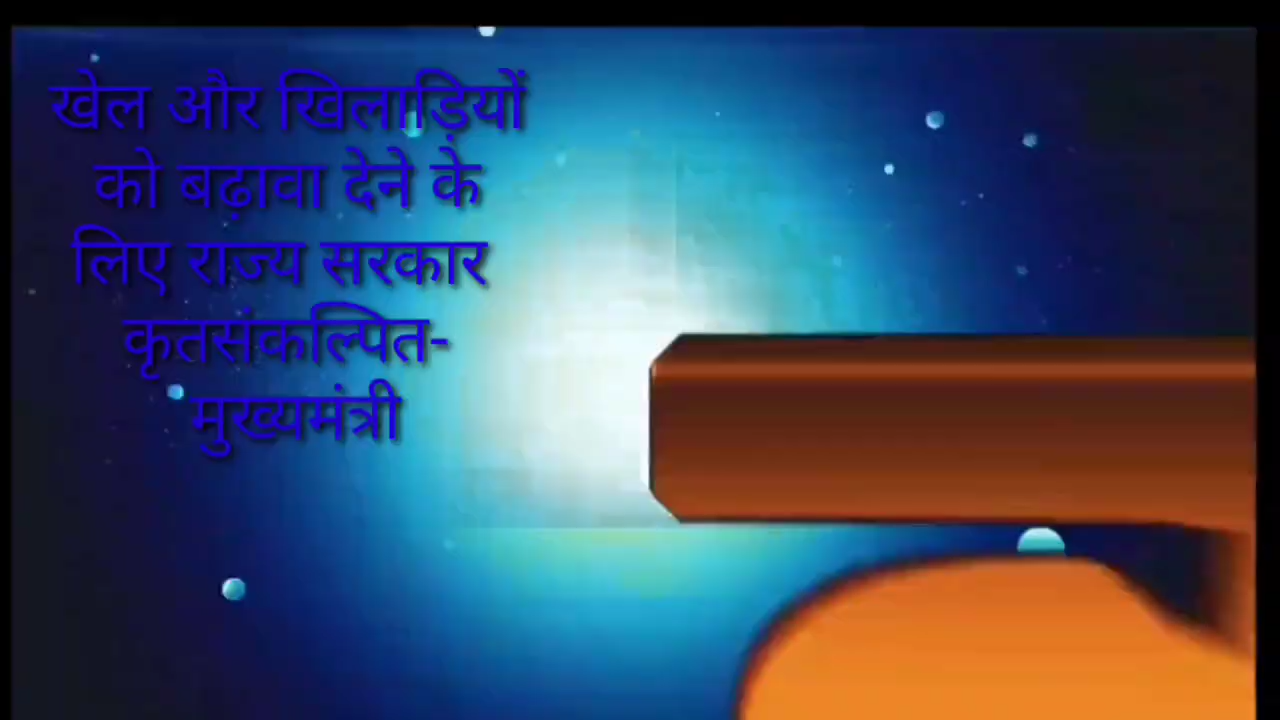 खेल और खिलाड़ियों
को बढ़ावा देने के
लिए राज्य सरकार
कृतसंकल्पित-
मुख्यमंत्री